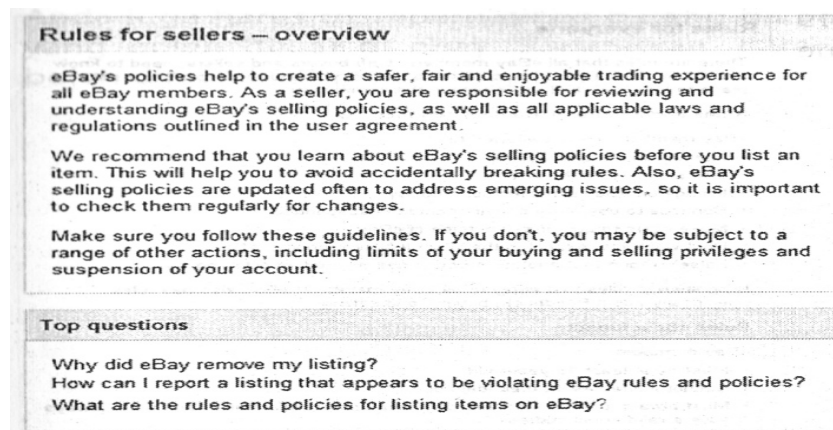 Rules for sellers – overview
eBay's policies help to create a safer, fair and enjoyable trading experience for
all eBay members. As a seller, you are responsible for reviewing and
understanding eBay's selling policies, as well as all applicable laws and
regulations outlined in the user agreement.
We recommend that you learn about eBay's selling policies before you list an
item. This will help you to avoid accidentally breaking rules. Also, eBay's
selling policies are updated often to address emerging issues, so it is important
to check them regularly for changes.
Make sure you follow these guidelines. If you don't, you may be subject to a
range of other actions, including limits of your buying and selling privileges and
suspension of your account.
Top questions
Why did eBay remove my listing?
How can I report a listing that appears to be violating eBay rules and policies?
What are the rules and policies for listing items on eBay?